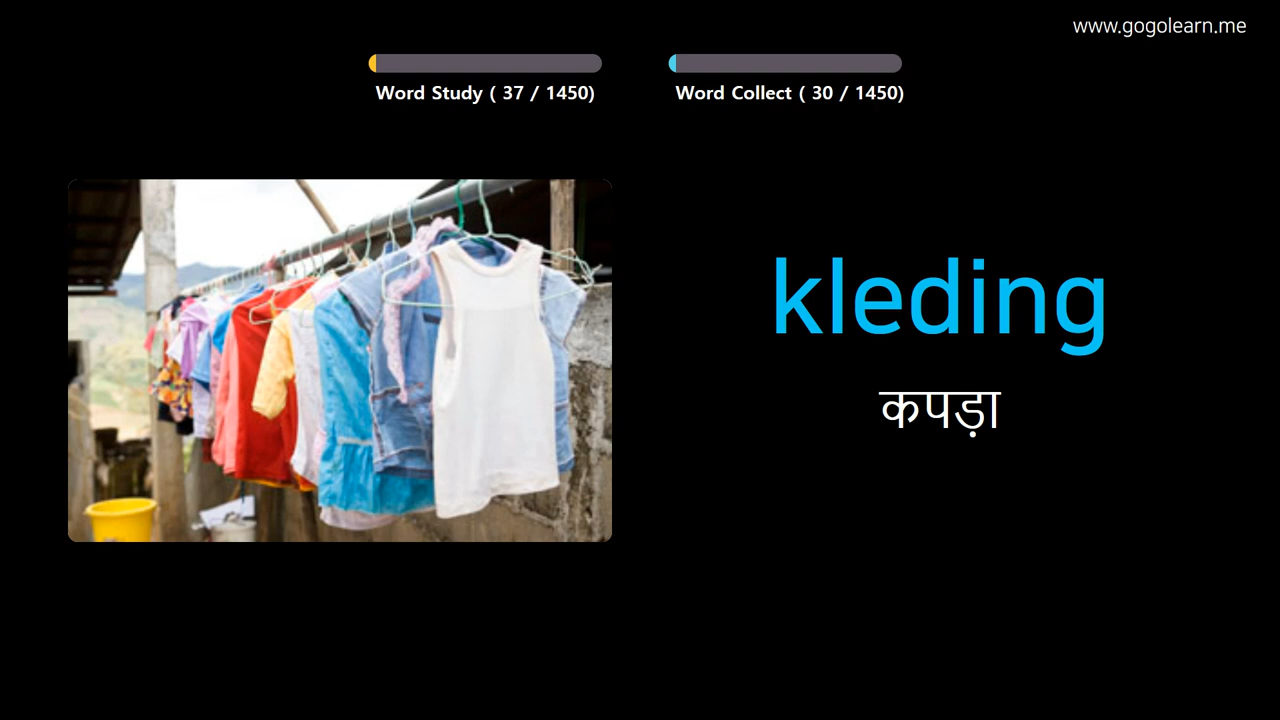 www.gogolearn.me
Word Study ( 37 / 1450)
Word Collect ( 30 / 1450)
kleding
कपड़ा